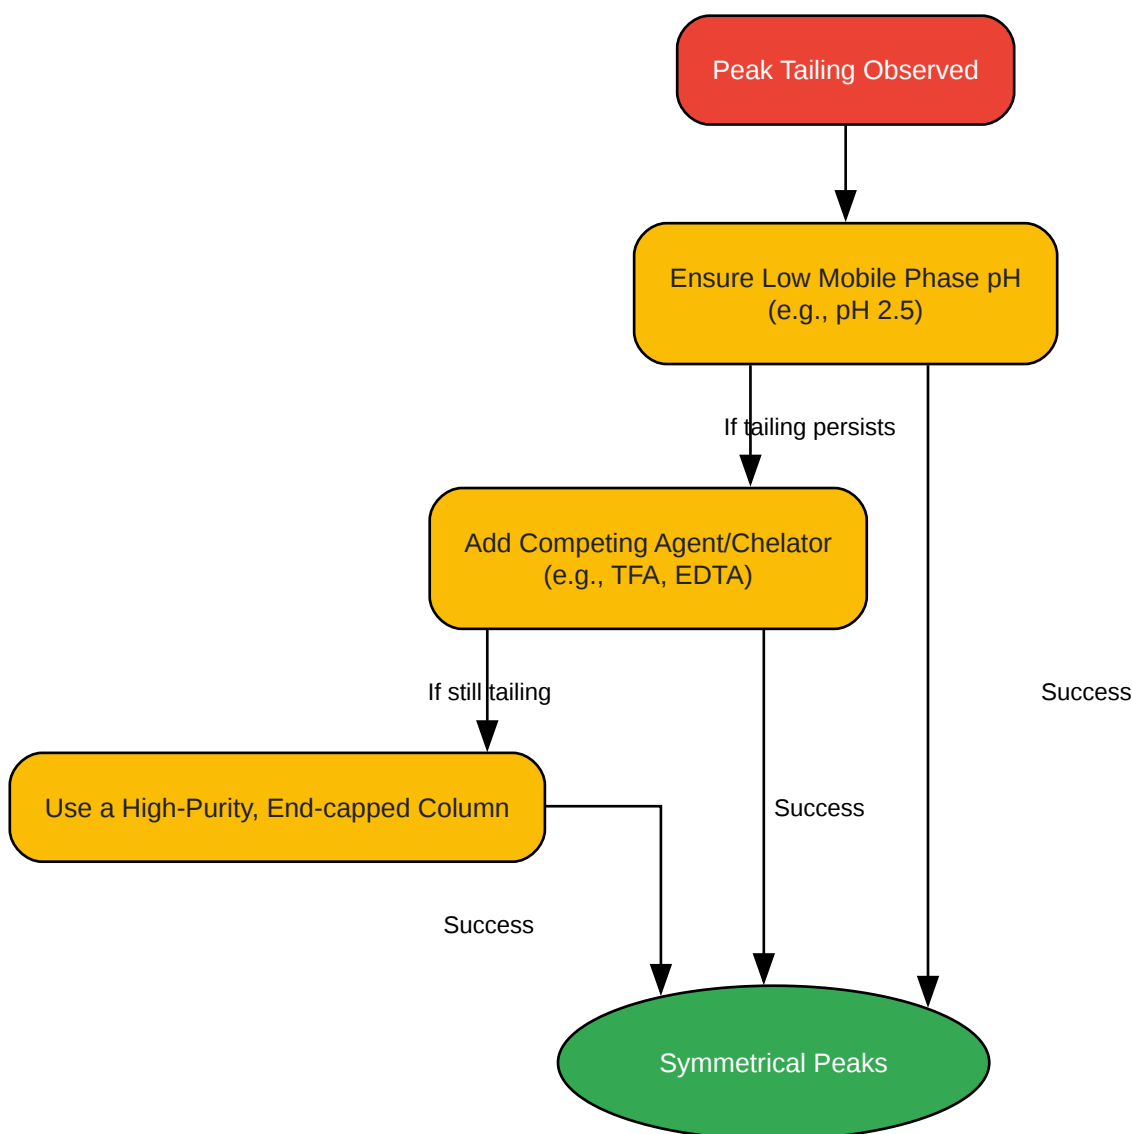 Peak Tailing Observed
Ensure Low Mobile Phase pH
(e.g., pH 2.5)
If tailing persists
Add Competing Agent/Chelator
(e.g., TFA, EDTA)
If still tailing
Success
Use a High-Purity, End-capped Column
Success
Success
Symmetrical Peaks